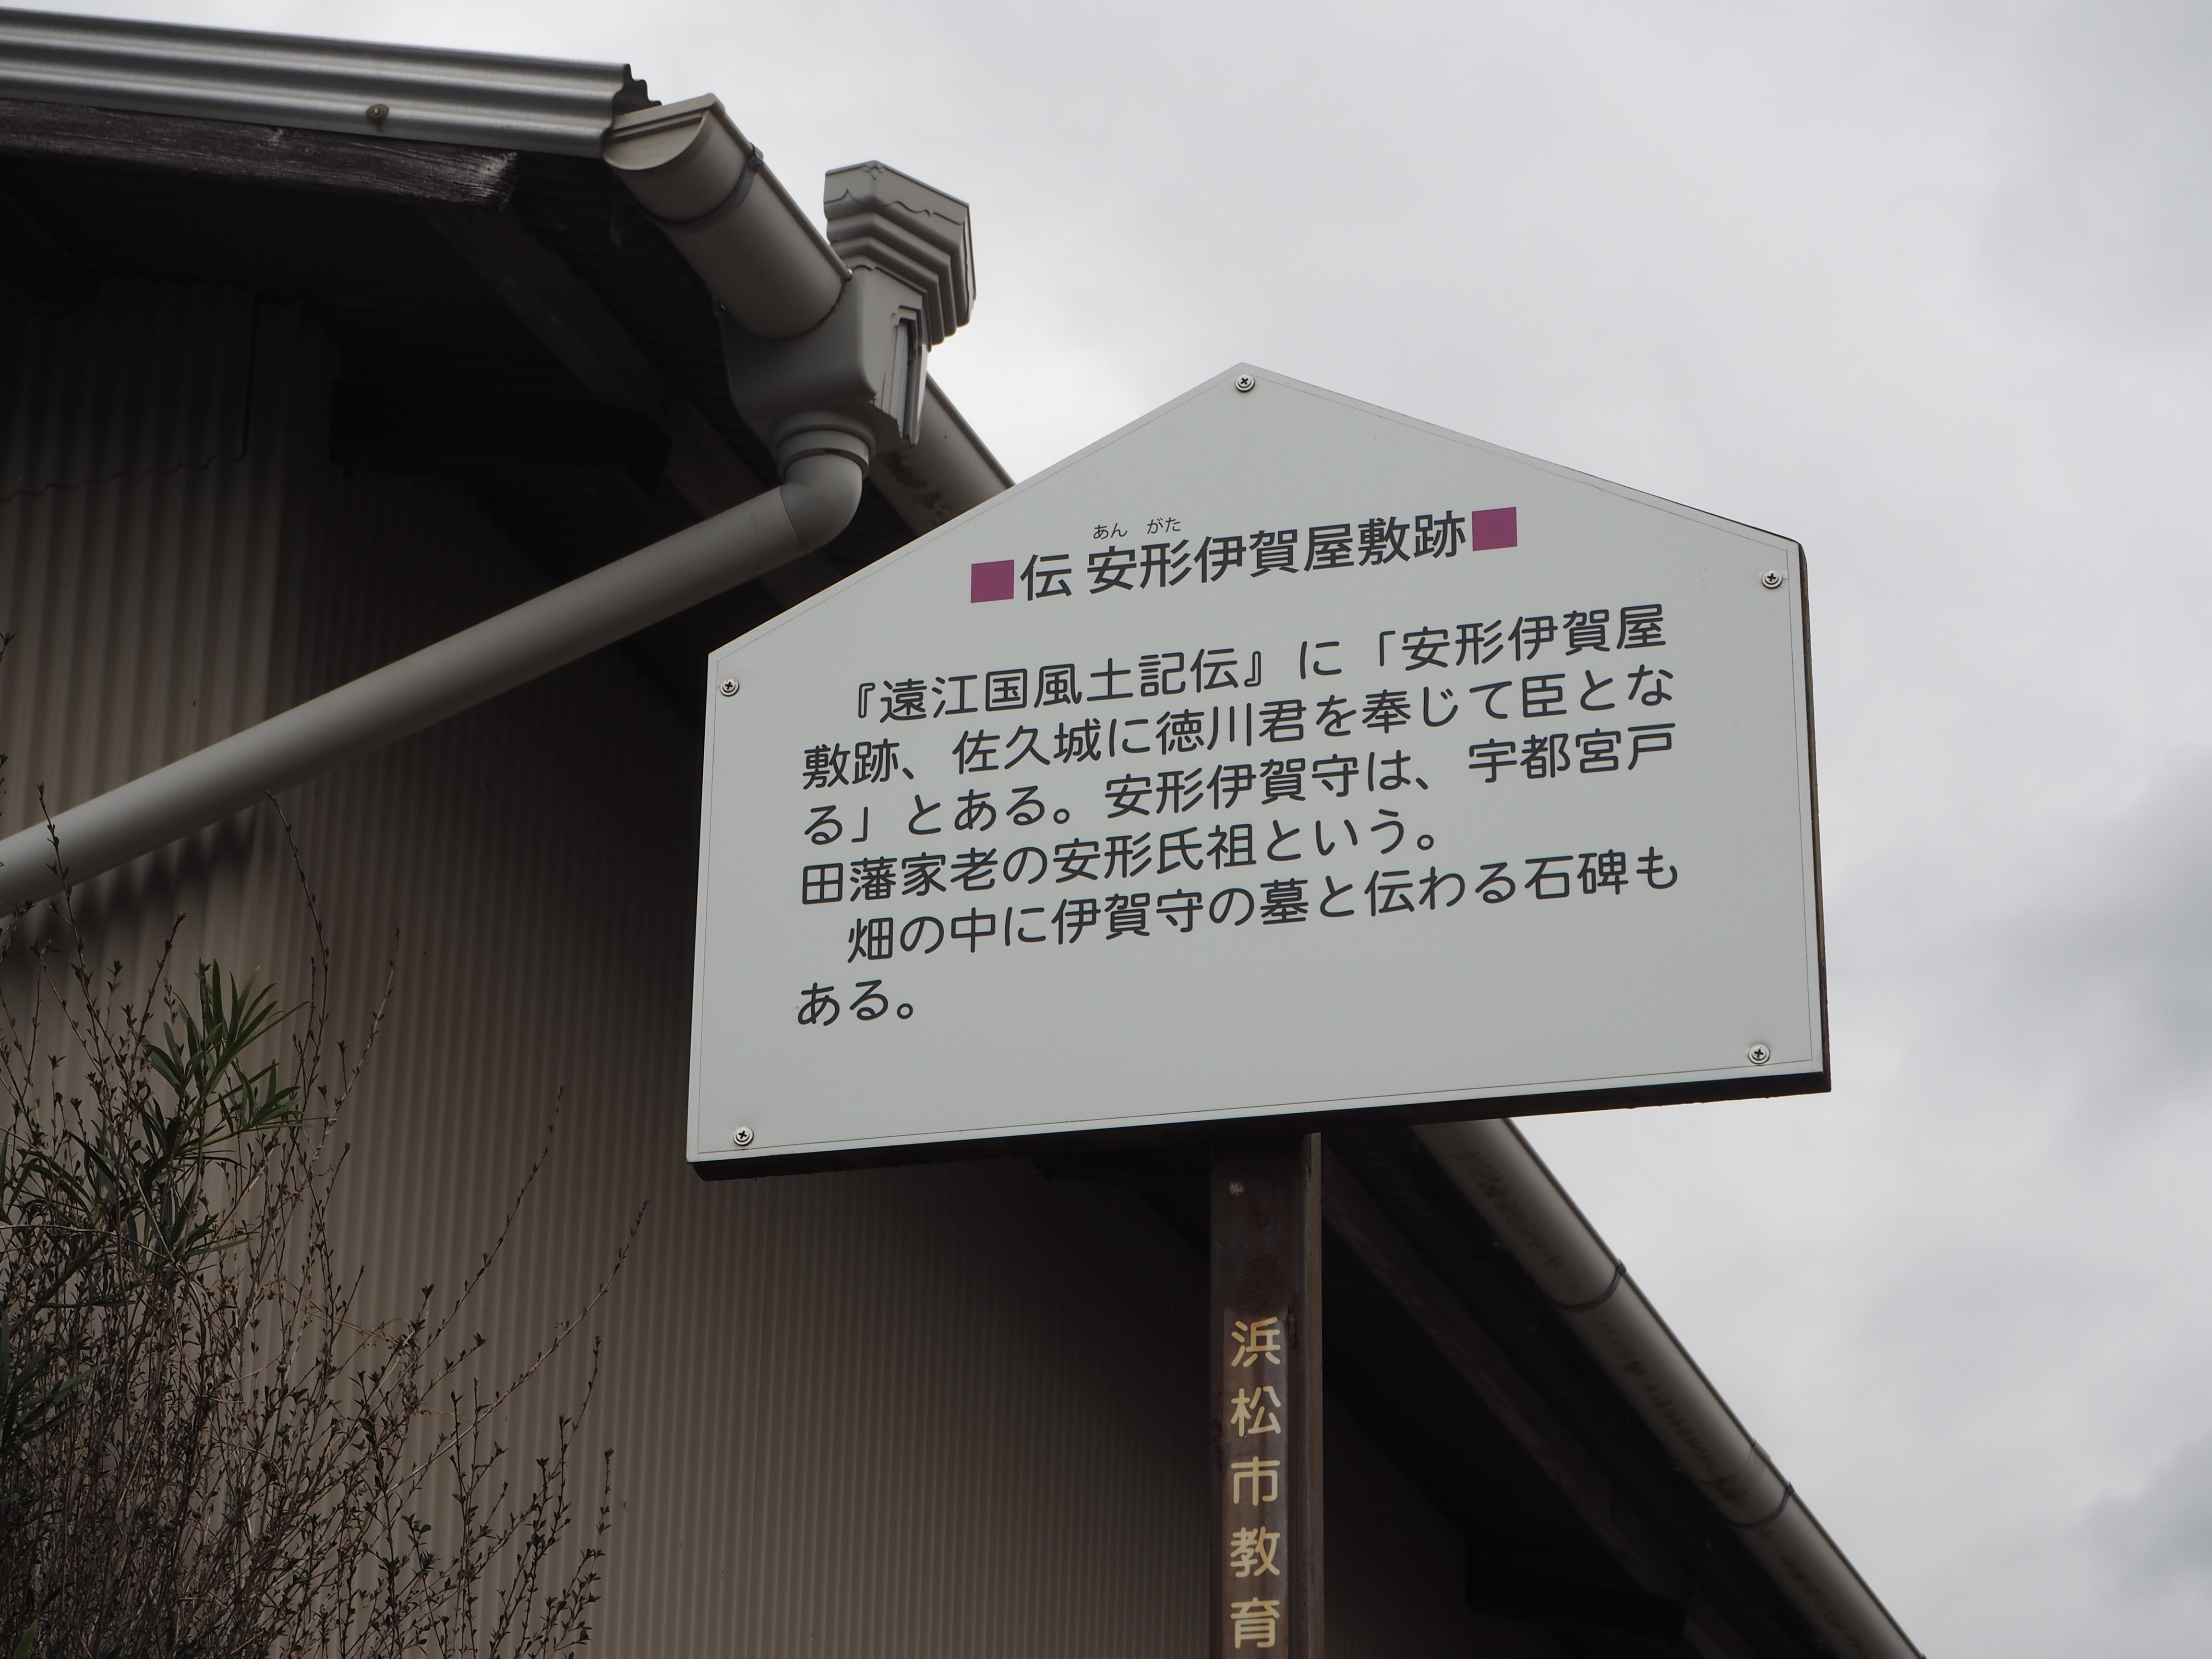 あん がた
■伝 安形伊賀屋敷跡■
『遠江国風土記伝』に「安形伊賀屋
敷跡、佐久城に徳川君を奉じて臣とな
る」とある。安形伊賀守は、宇都宮戸
田藩家老の安形氏祖という。
畑の中に伊賀守の墓と伝わる石碑も
ある。
浜松市教育